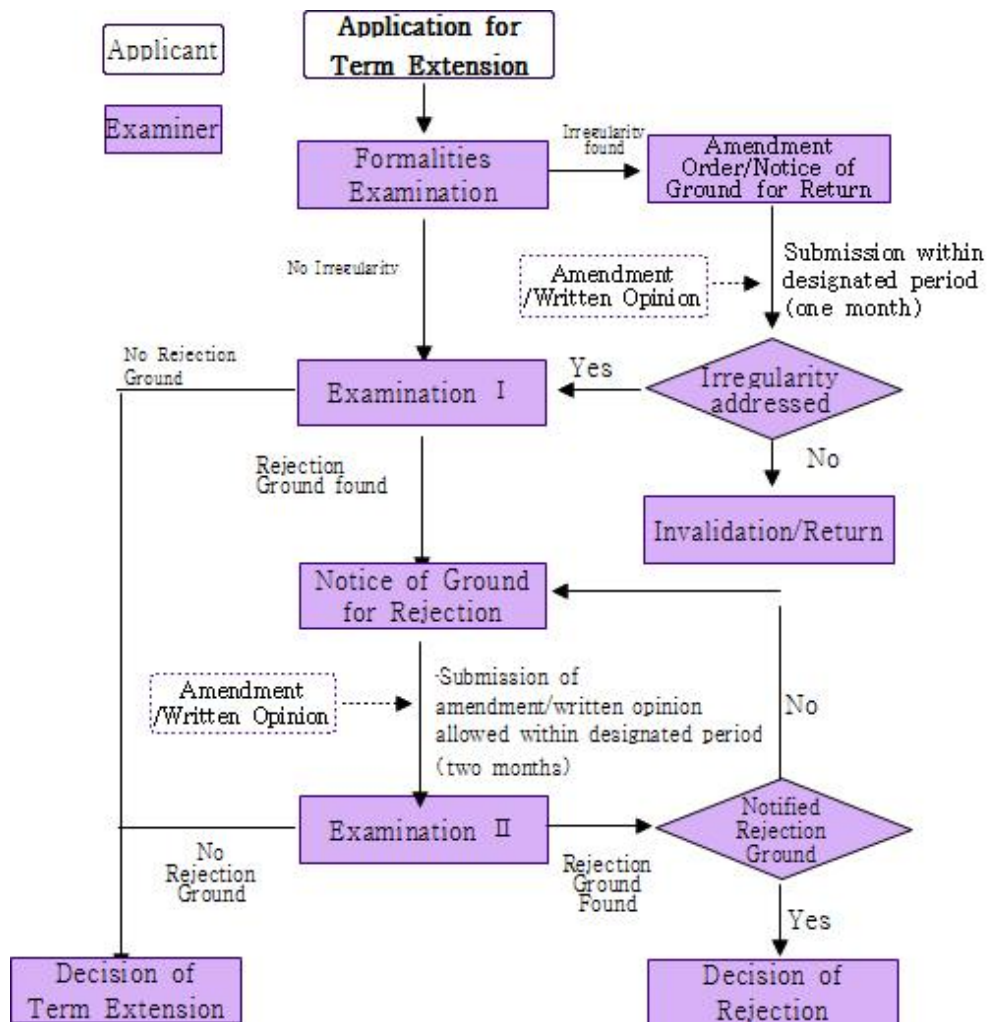 Applicant
Examiner
Application for
Term Extension
Formalities
Examination
Irregularity
found
Amendment
Order/Notice of
Ground for Return
No Irregularity
Amendment
/Written Opinion
Submission within
designated period
(one month)
No Rejection
Ground
Examination Ⅰ
Yes
Irregularity
addressed
No
Rejection
Ground found
Invalidation/Return
Notice of Ground
for Rejection
Amendment
/Written Opinion
-Submission of
amendment/written opinion
allowed within designated period
(two months)
No
Examination Ⅱ
Notified
Rejection
Ground
No
Rejection
Ground
Rejection
Ground
Found
Yes
Decision of
Term Extension
Decision of
Rejection